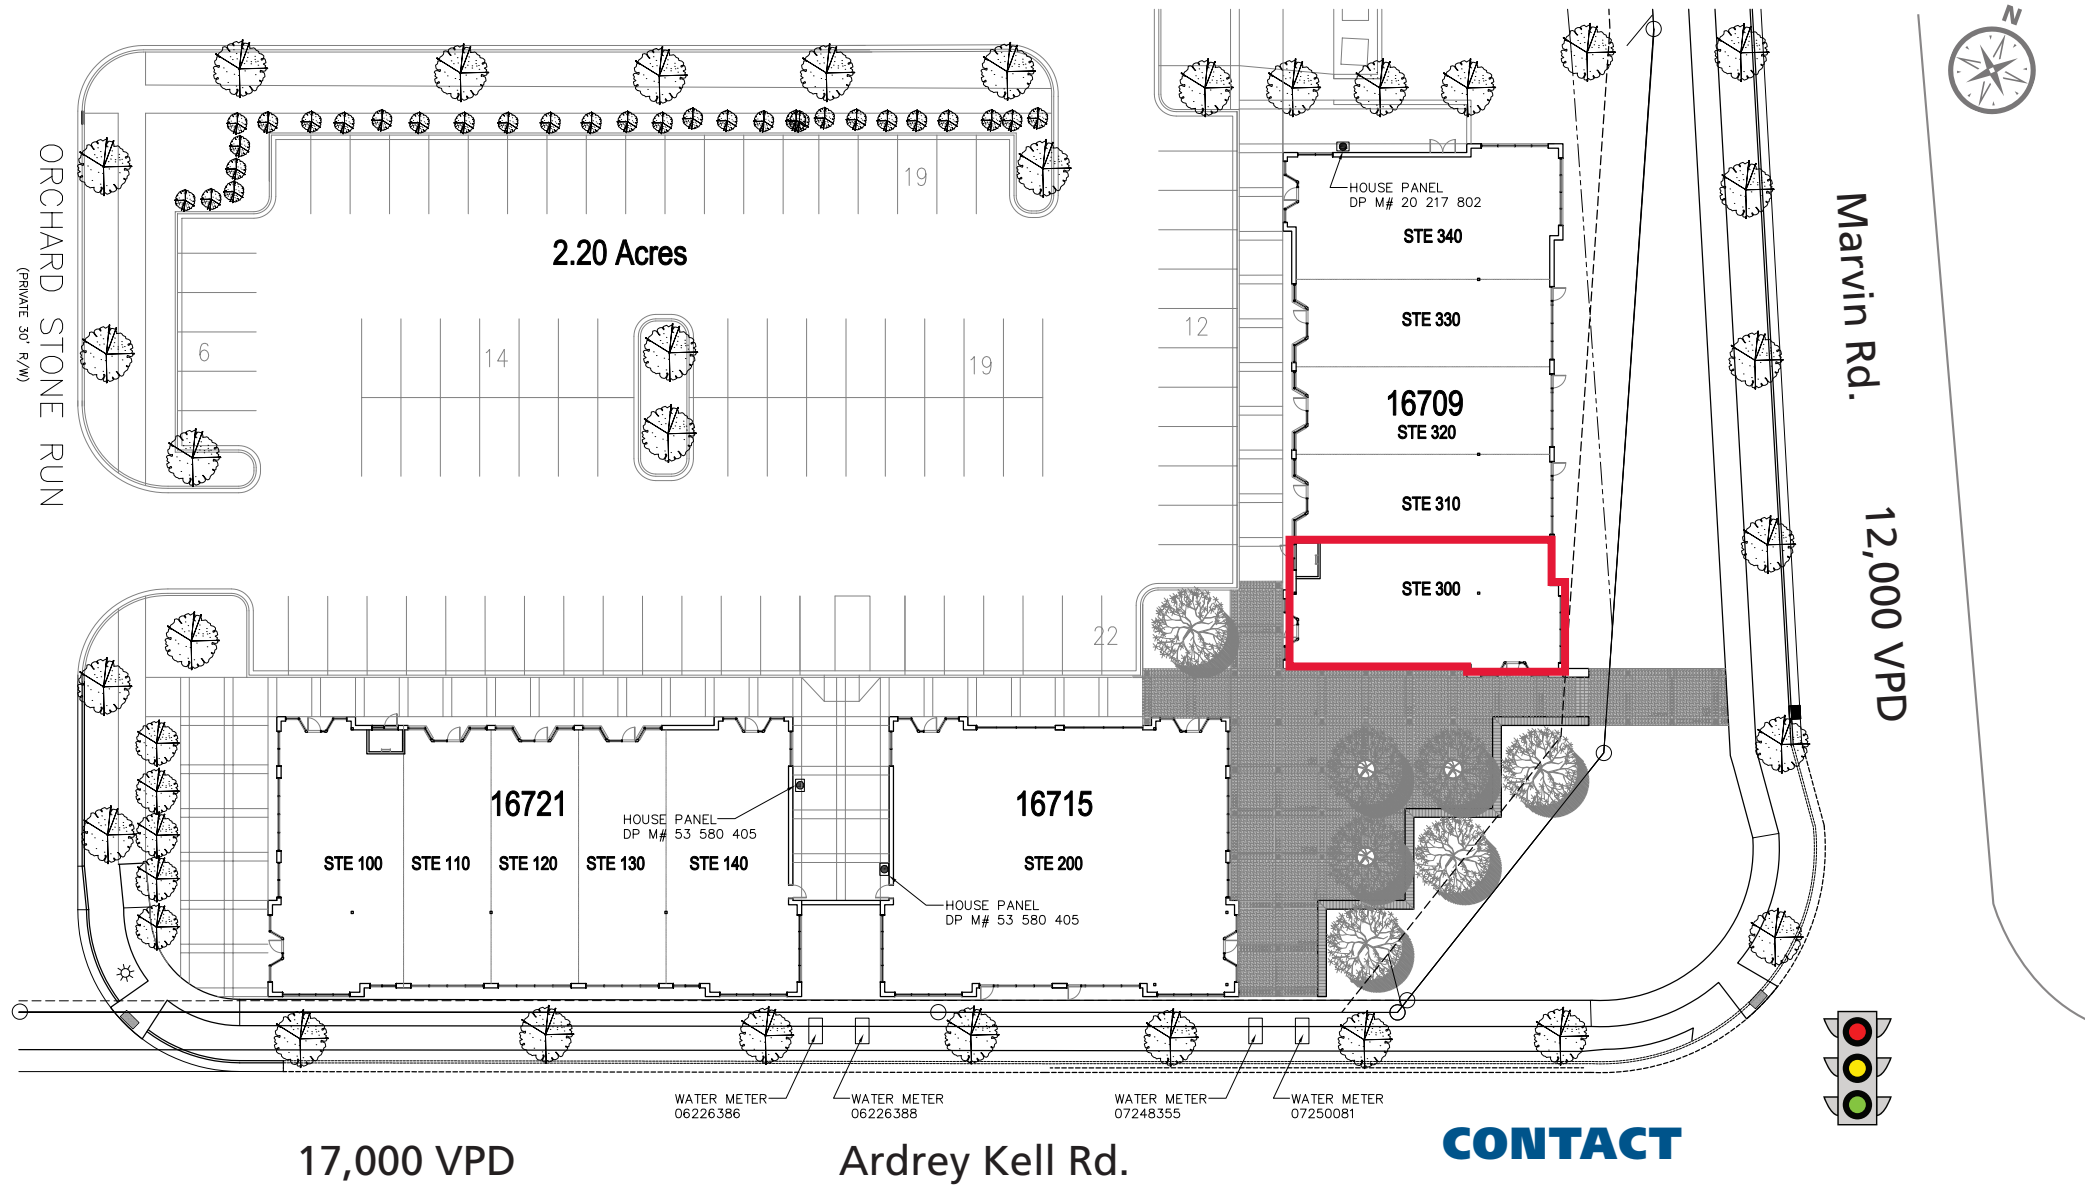 N
ORCHARD STONE RUN
(PRIVATE 30' R/W)
2.20 Acres
19
6
14
19
12
22
HOUSE PANEL
DP M# 20 217 802
STE 340
STE 330
16709
STE 320
STE 310
STE 300
Marvin Rd.
12,000 VPD
16721
HOUSE PANEL
DP M# 53 580 405
STE 100
STE 110
STE 120
STE 130
STE 140
16715
STE 200
HOUSE PANEL
DP M# 53 580 405
WATER METER
06226386
WATER METER
06226388
WATER METER
07248355
WATER METER
07250081
17,000 VPD
Ardrey Kell Rd.
CONTACT